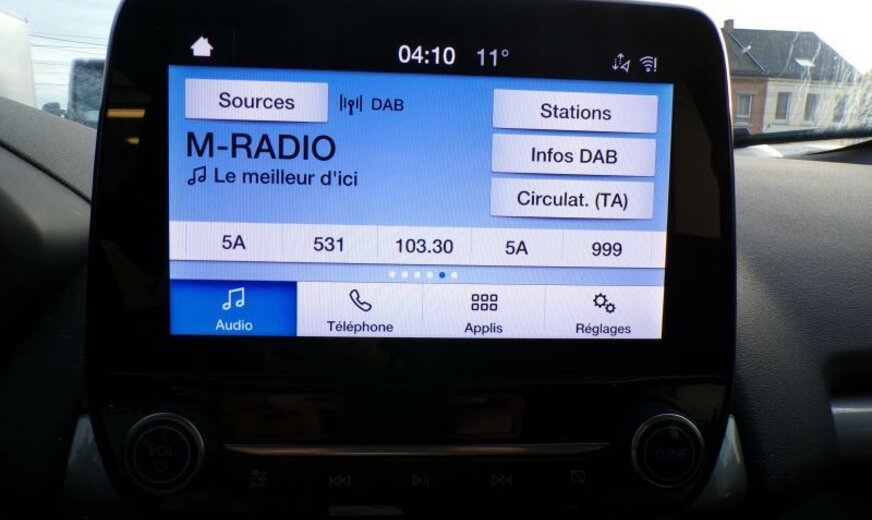 04:10 11°
Sources DAB
Stations
M-RADIO
Infos DAB
Le meilleur d'ici
Circulat. (TA)
5A 531 103.30 5A 999
Audio Téléphone Applis Réglages
VOL TUNE